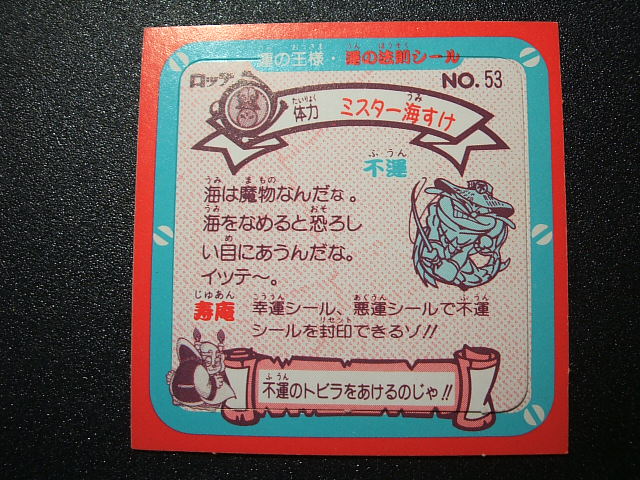 運の王様・運の法則シール
ロッテ
NO.53
体力 ミスター海すけ
不運
海は魔物なんだな。
海をなめると恐ろし
い目にあうんだな。
イッテ〜。
寿庵 幸運シール、悪運シールで不運
シールを封印できるゾ!!
不運のトビラをあけるのじゃ!!